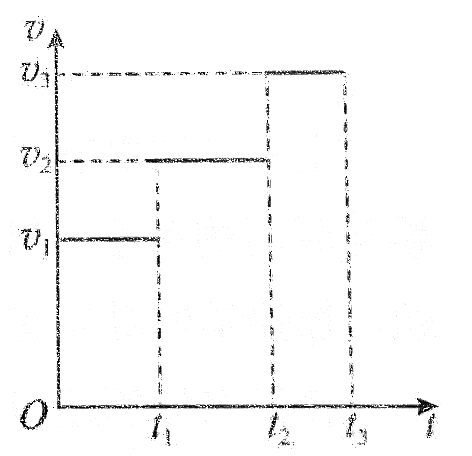 v
v₃
v₂
v₁
O t₁ t₂ t₃ t